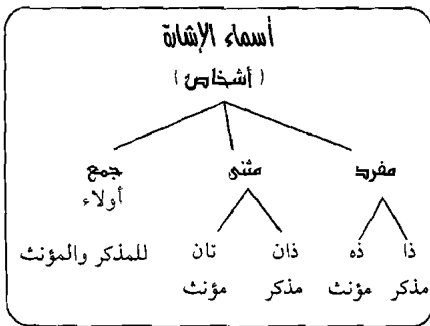 أسماء الإشارة
( أشخاص )
مفرد مثنى جمع
أولاء
ذا ذه ذان تان للمذكر والمؤنث
مذكر مؤنث مذكر مؤنث